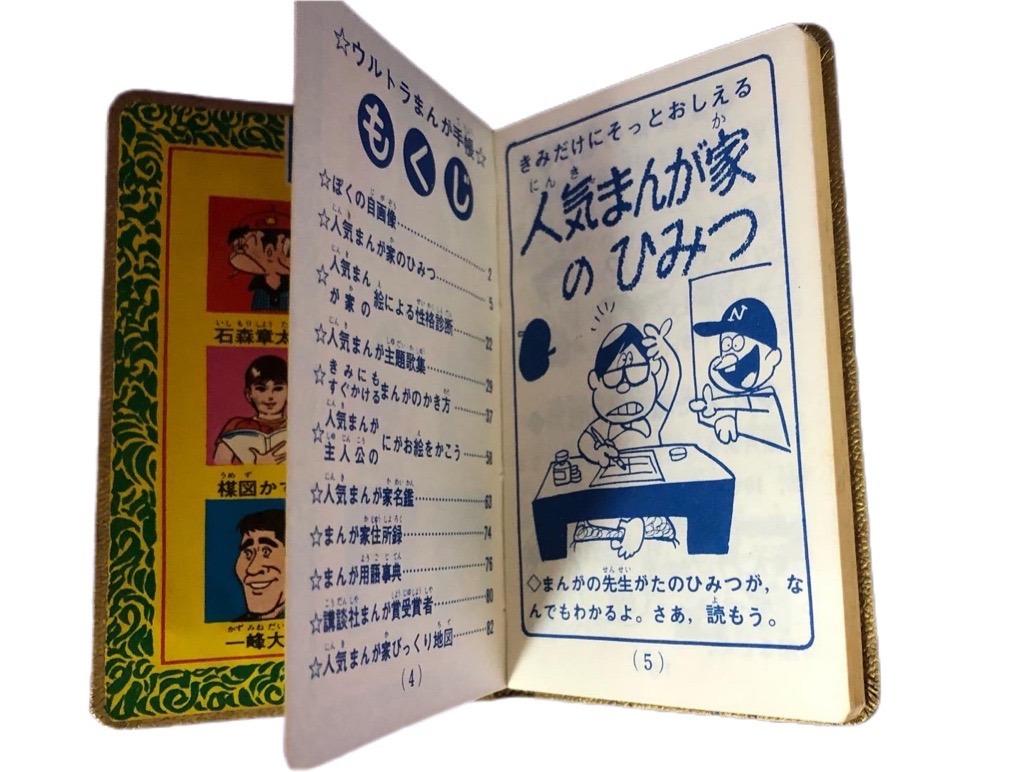 石森章太
楳図かず
一峰大
☆ウルトラまんが手帳☆
もくじ
☆ぼくの自画像…………2
☆人気まんが家のひみつ…………5
☆人気まんが家の絵による性格診断…………22
☆人気まんが主題歌集…………29
☆きみにもすぐかけるまんがのかき方…………37
☆人気まんが主人公のにがお絵をかこう…………58
☆人気まんが家名鑑…………63
☆まんが家住所録…………74
☆まんが用語事典…………76
☆講談社まんが賞受賞者…………80
☆人気まんが家びっくり地図…………82
(4)
きみだけにそっとおしえる
人気まんが家
のひみつ
N
◇まんがの先生がたのひみつが，な
んでもわかるよ。さあ，読もう。
(5)